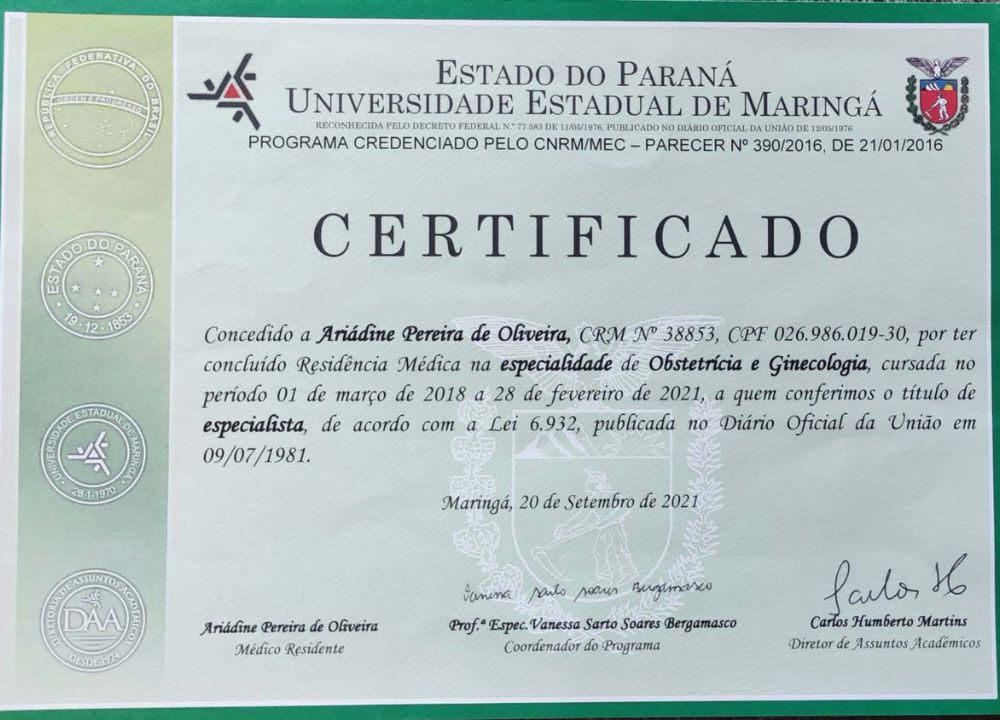 REPÚBLICA FEDERATIVA DO BRASIL
ORDEM E PROGRESSO
ESTADO DO PARANÁ
19-12-1853
UNIVERSIDADE ESTADUAL DE MARINGÁ
28-1-1970
DIRETORIA DE ASSUNTOS ACADÊMICOS
DAA
DESDE 1974
ESTADO DO PARANÁ
UNIVERSIDADE ESTADUAL DE MARINGÁ
RECONHECIDA PELO DECRETO FEDERAL N.º 77.583 DE 11/05/1976, PUBLICADO NO DIÁRIO OFICIAL DA UNIÃO DE 12/05/1976
PROGRAMA CREDENCIADO PELO CNRM/MEC – PARECER Nº 390/2016, DE 21/01/2016
CERTIFICADO
Concedido a Ariádine Pereira de Oliveira, CRM Nº 38853, CPF 026.986.019-30, por ter
concluído Residência Médica na especialidade de Obstetrícia e Ginecologia, cursada no
período 01 de março de 2018 a 28 de fevereiro de 2021, a quem conferimos o título de
especialista, de acordo com a Lei 6.932, publicada no Diário Oficial da União em
09/07/1981.
Maringá, 20 de Setembro de 2021
Vanessa Sarto Soares Bergamasco
Carlos H
Ariádine Pereira de Oliveira
Médico Residente
Prof.ª Espec.Vanessa Sarto Soares Bergamasco
Coordenador do Programa
Carlos Humberto Martins
Diretor de Assuntos Acadêmicos